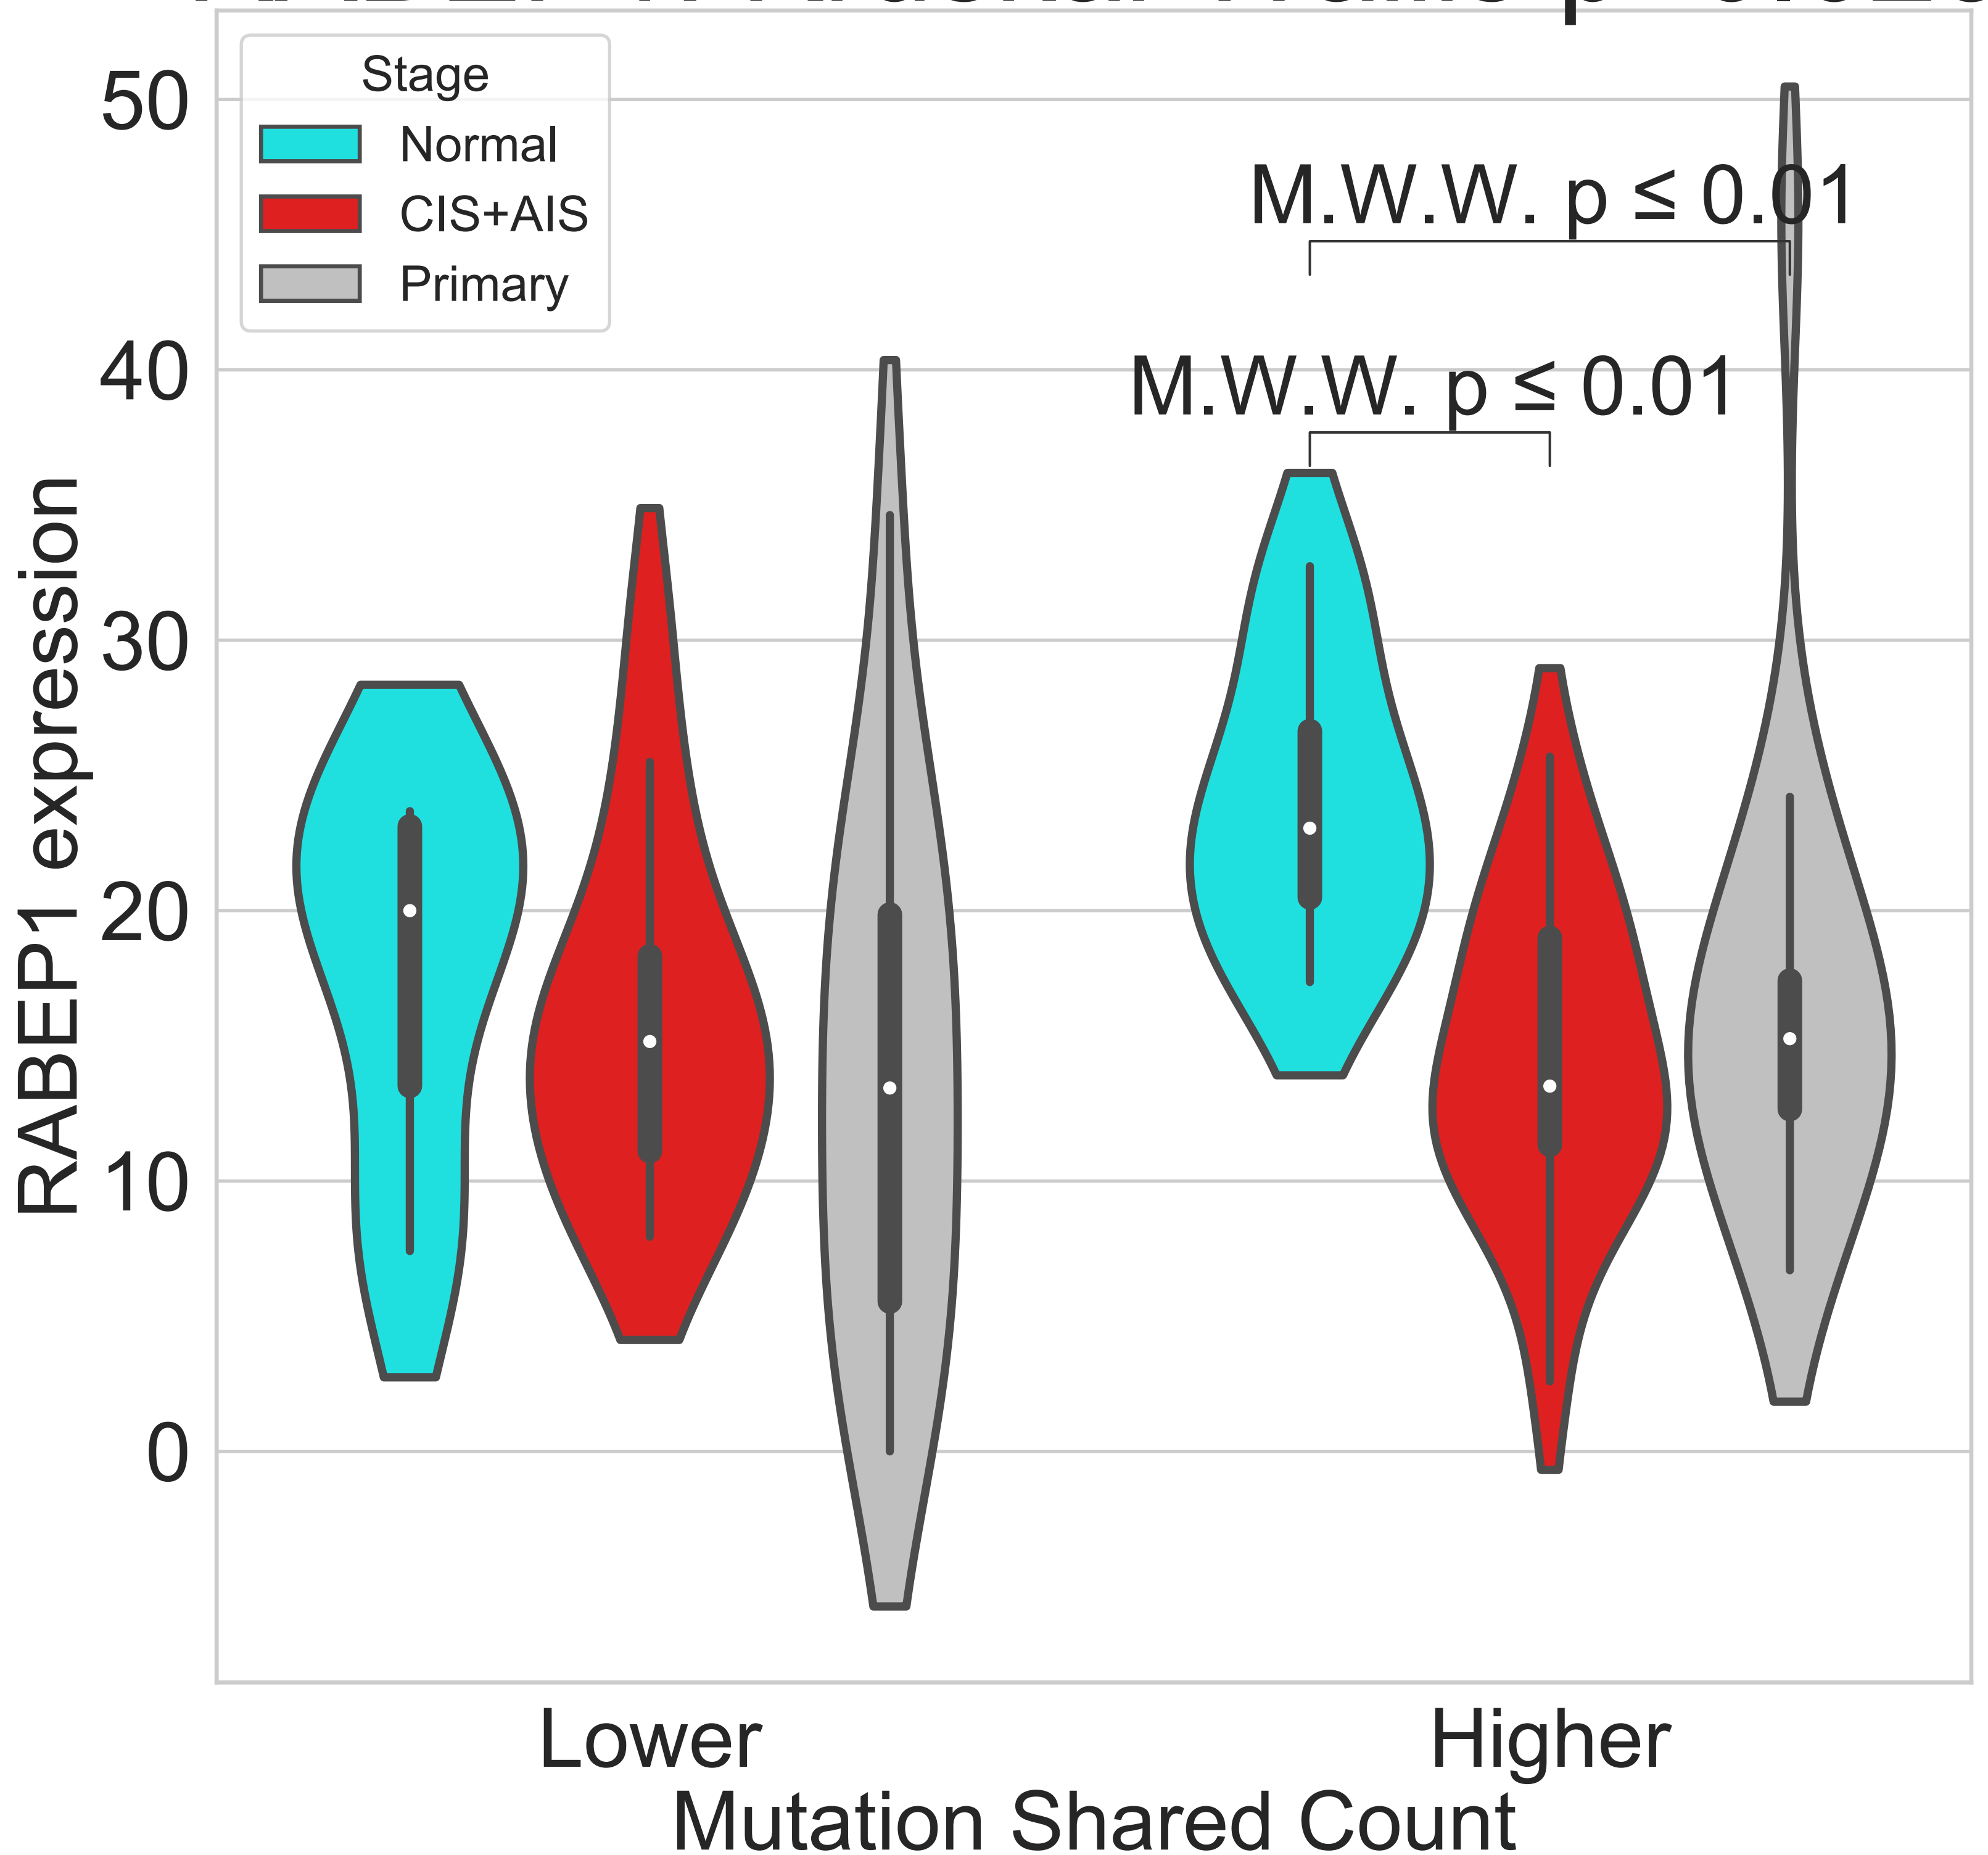 Stage
Normal
CIS+AIS
Primary
M.W.W. p ≤ 0.01
M.W.W. p ≤ 0.01
50
40
30
20
10
0
RABEP1 expression
Lower
Higher
Mutation Shared Count